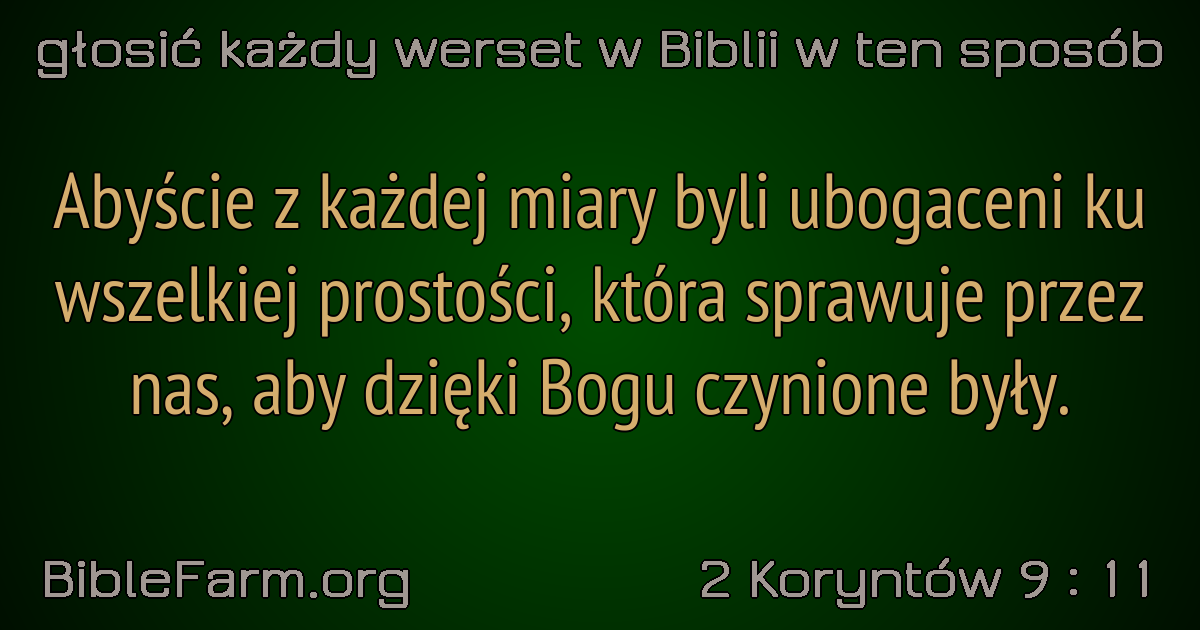 głosić każdy werset w Biblii w ten sposób
Abyście z każdej miary byli ubogaceni ku
wszelkiej prostości, która sprawuje przez
nas, aby dzięki Bogu czynione były.
BibleFarm.org
2 Koryntów 9 : 11